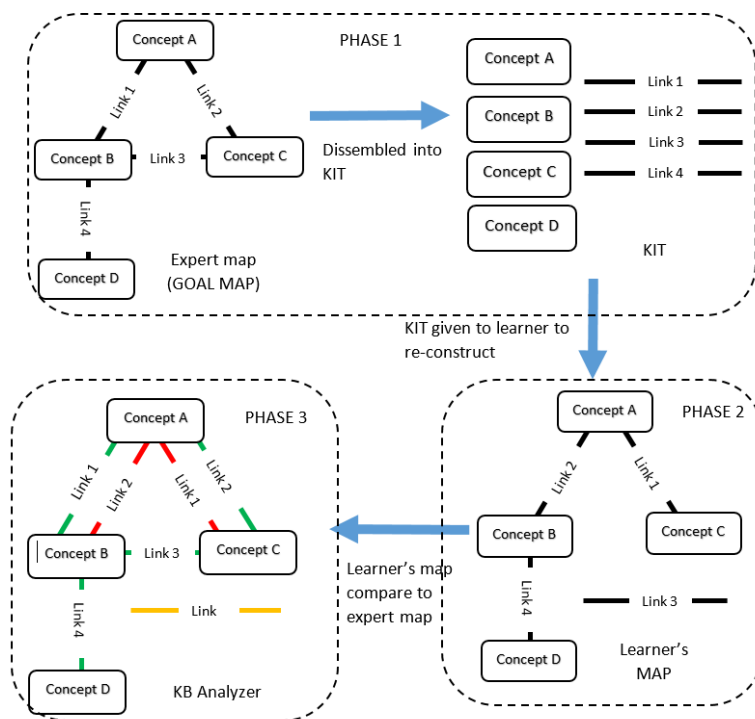 PHASE 1
Concept A
Link 1
Link 2
Concept B
Link 3
Concept C
Link 4
Concept D
Expert map
(GOAL MAP)
Dissembled into
KIT
Concept A
Concept B
Concept C
Concept D
Link 1
Link 2
Link 3
Link 4
KIT
KIT given to learner to
re-construct
PHASE 2
Concept A
Link 2
Link 1
Concept B
Concept C
Link 4
Link 3
Concept D
Learner's
MAP
Learner's map
compare to
expert map
PHASE 3
Concept A
Link 1
Link 2
Link 1
Link 2
Concept B
Link 3
Concept C
Link 4
Link
Concept D
KB Analyzer